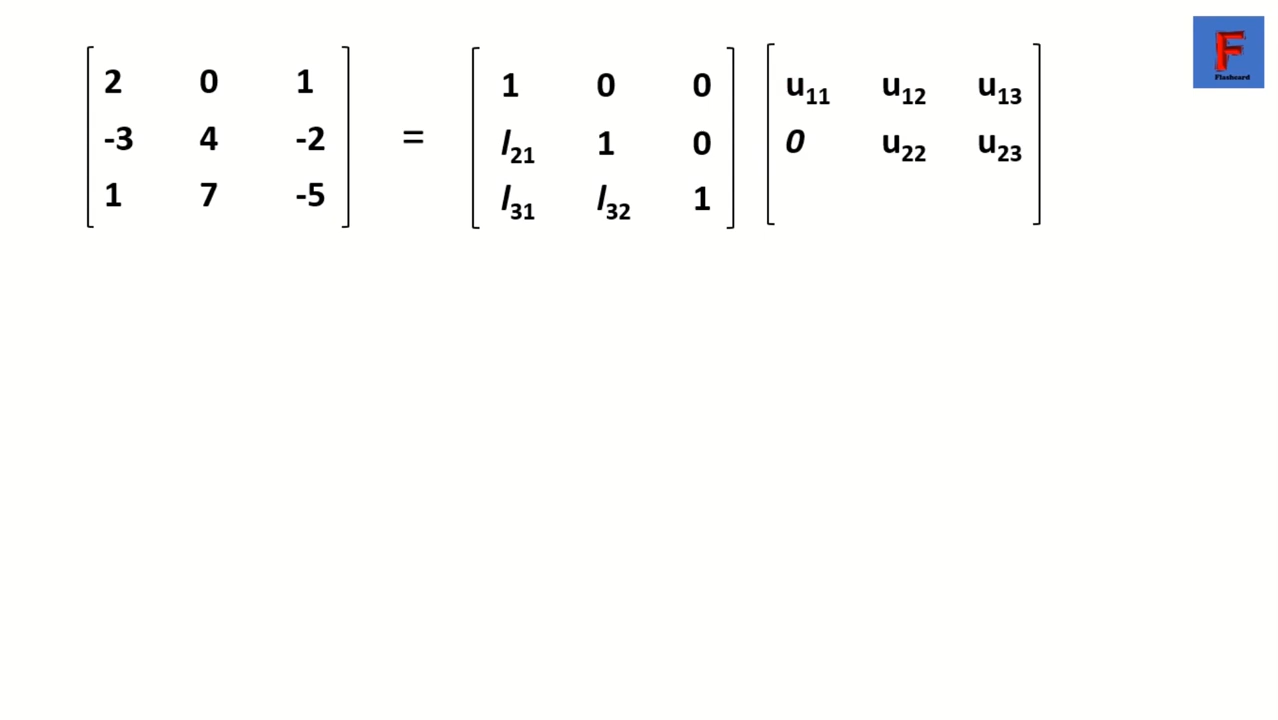 2 0 1 1 0 0 u₁₁ u₁₂ u₁₃
-3 4 -2 = l₂₁ 1 0 0 u₂₂ u₂₃
1 7 -5 l₃₁ l₃₂ 1
F
Flashcard